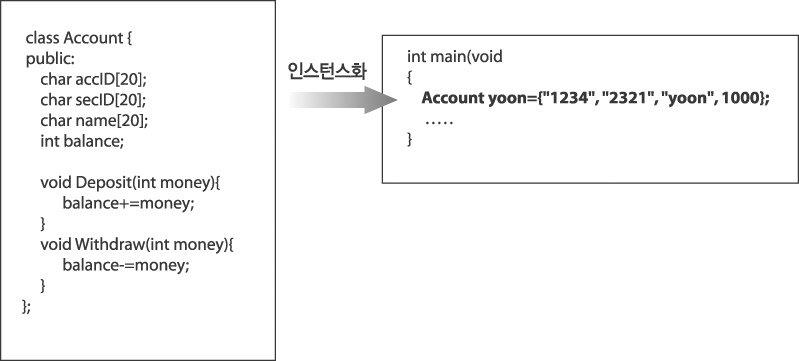 class Account {
public:
char accID[20];
char secID[20];
char name[20];
int balance;
void Deposit(int money){
balance+=money;
}
void Withdraw(int money){
balance-=money;
}
};
인스턴스화
int main(void
{
Account yoon={"1234", "2321", "yoon", 1000};
.....
}